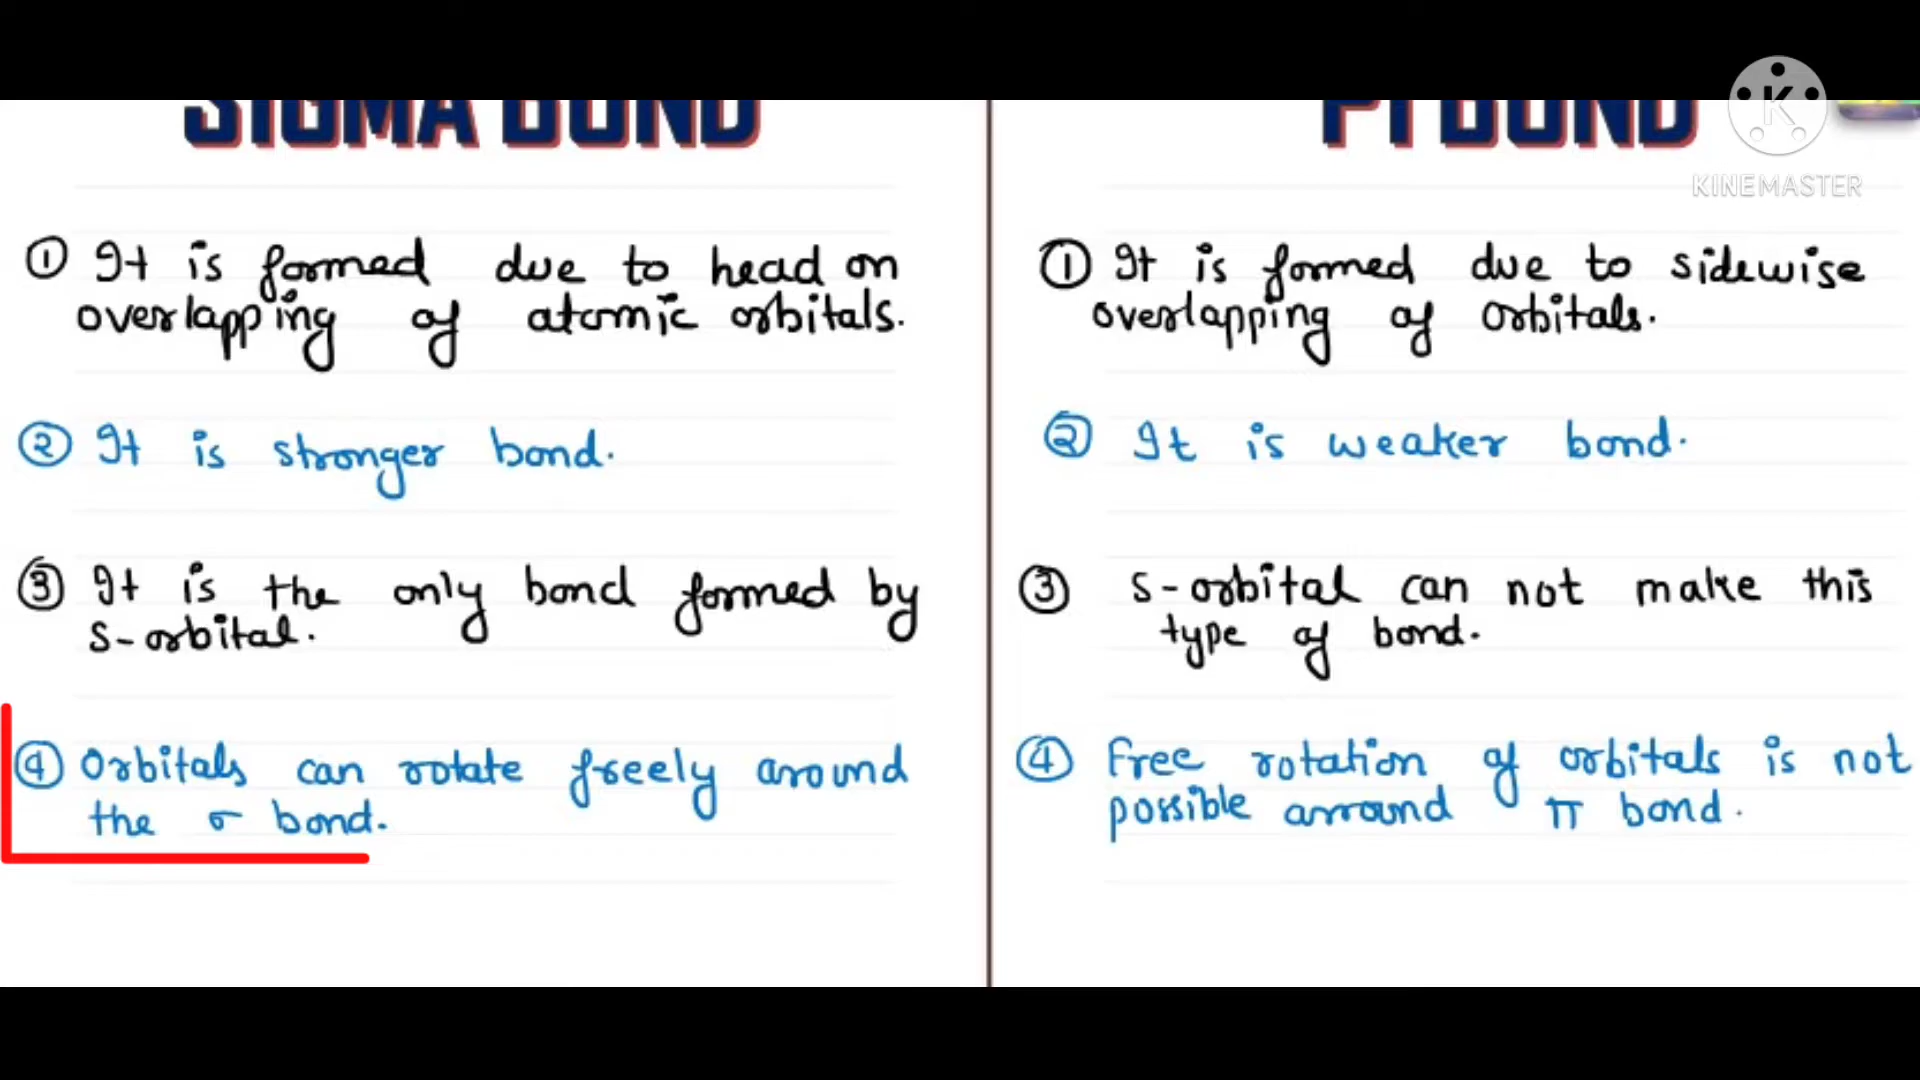 SIGMA BOND
① It is formed due to head on
overlapping of atomic orbitals.
② It is stronger bond.
③ It is the only bond formed by
s-orbital.
④ Orbitals can rotate freely around
the σ bond.
PI BOND
KINEMASTER
① It is formed due to sidewise
overlapping of orbitals.
② It is weaker bond.
③ s-orbital can not make this
type of bond.
④ Free rotation of orbitals is not
possible arround π bond.